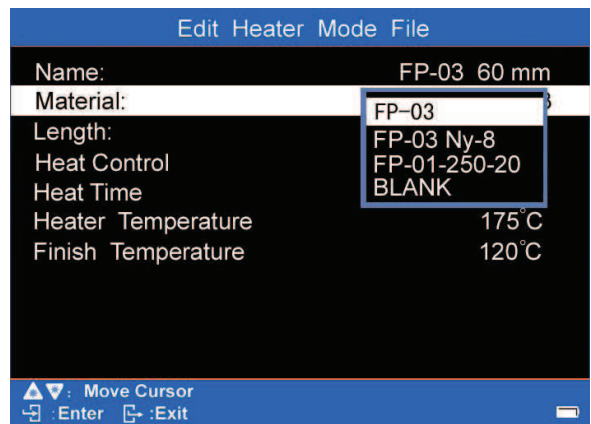 Edit Heater Mode File
Name: FP-03 60 mm
Material:
FP-03
Length:
FP-03 Ny-8
Heat Control FP-01-250-20
Heat Time BLANK
Heater Temperature 175°C
Finish Temperature 120°C
▲▼: Move Cursor
:Enter :Exit